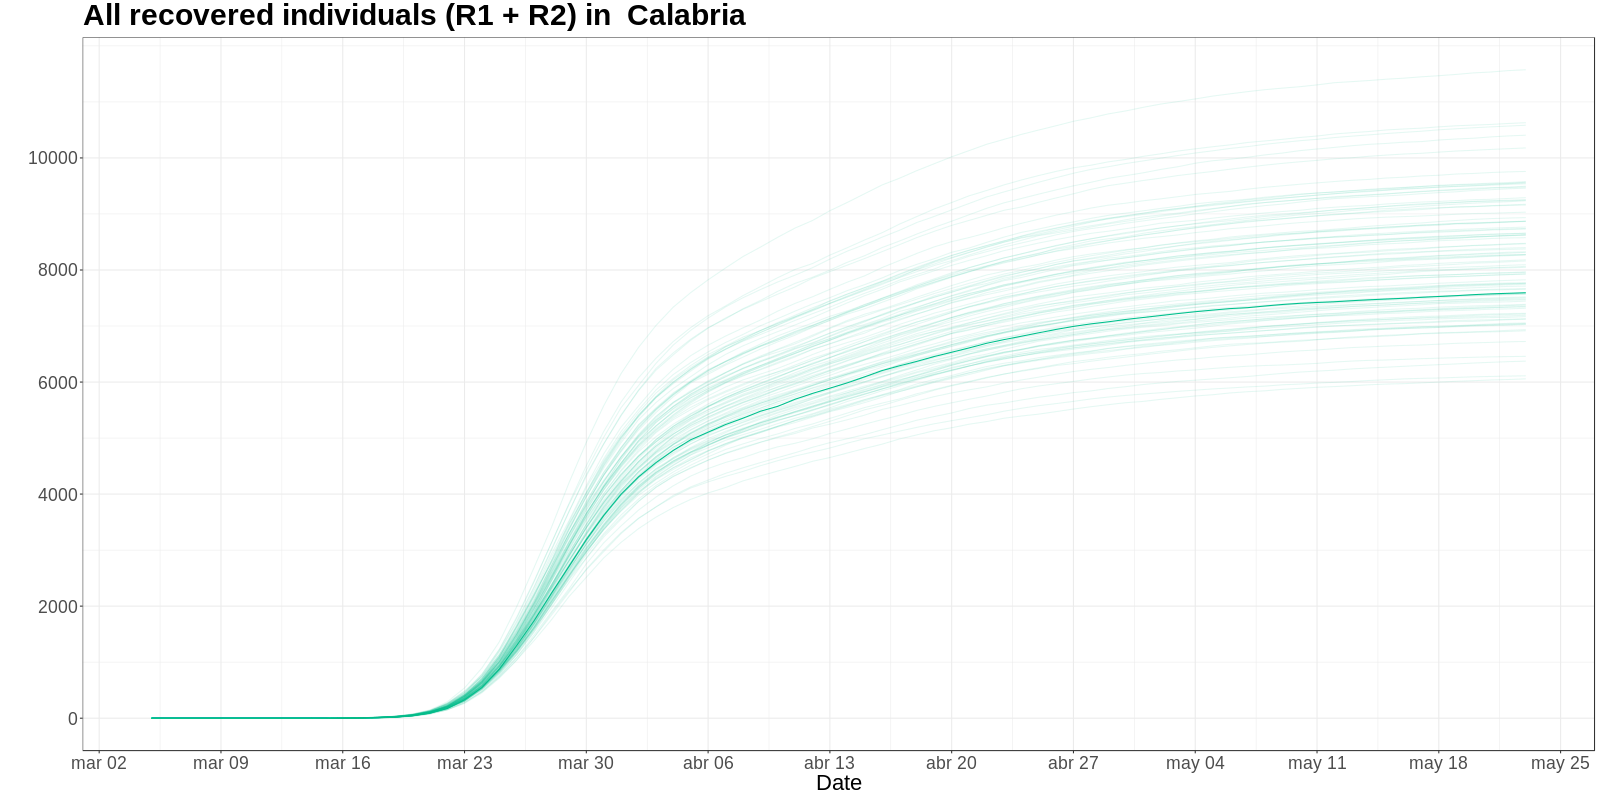 All recovered individuals (R1 + R2) in  Calabria
10000
8000
6000
4000
2000
0
mar 02 mar 09 mar 16 mar 23 mar 30 abr 06 abr 13 abr 20 abr 27 may 04 may 11 may 18 may 25
Date